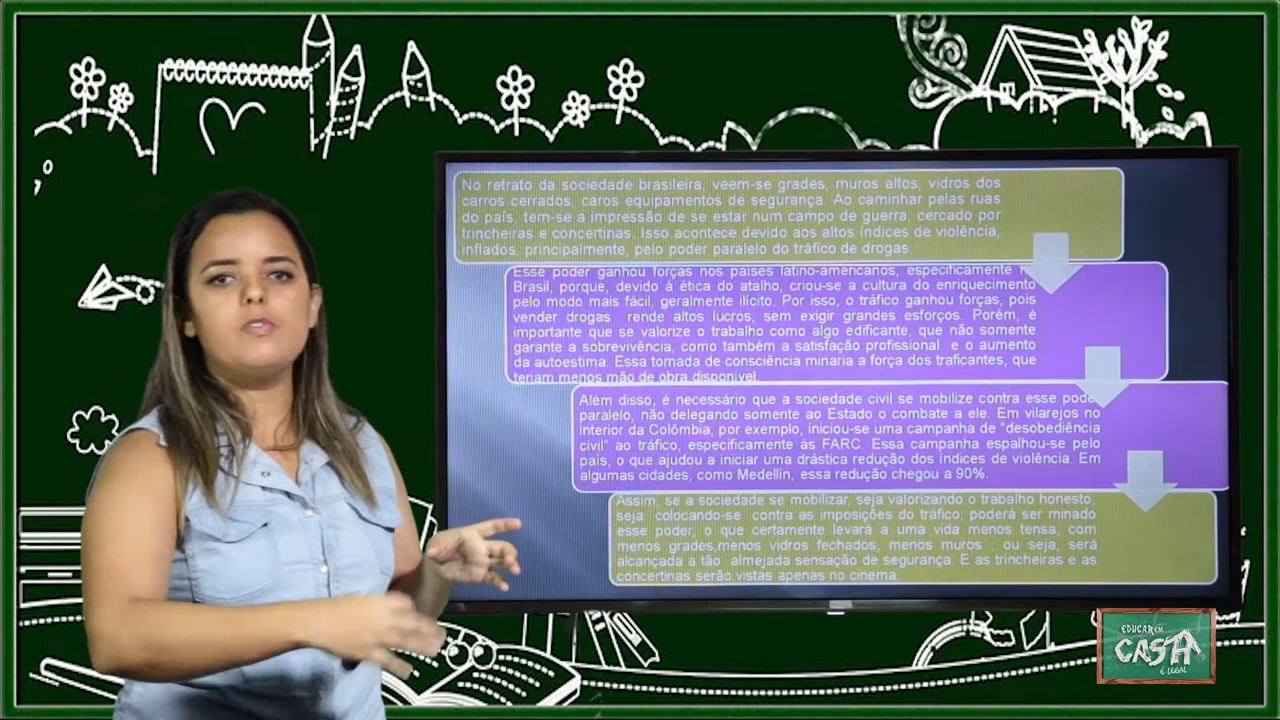 No retrato da sociedade brasileira, veem-se grades, muros altos, vidros dos
carros cerrados, caros equipamentos de segurança. Ao caminhar pelas ruas
do país, tem-se a impressão de se estar num campo de guerra, cercado por
trincheiras e concertinas. Isso acontece devido aos altos índices de violência,
inflados, principalmente, pelo poder paralelo do tráfico de drogas.
Esse poder ganhou forças nos países latino-americanos, especificamente
Brasil, porque, devido à ética do atalho, criou-se a cultura do enriquecimento
pelo modo mais fácil, geralmente ilícito. Por isso, o tráfico ganhou forças, pois
vender drogas rende altos lucros, sem exigir grandes esforços. Porém, é
importante que se valorize o trabalho como algo edificante, que não somente
garante a sobrevivência, como também a satisfação profissional e o aumento
da autoestima. Essa tomada de consciência minaria a força dos traficantes, que
teriam menos mão de obra disponível.
Além disso, é necessário que a sociedade civil se mobilize contra esse poder
paralelo, não delegando somente ao Estado o combate a ele. Em vilarejos no
interior da Colômbia, por exemplo, iniciou-se uma campanha de "desobediência
civil" ao tráfico, especificamente às FARC. Essa campanha espalhou-se pelo
país, o que ajudou a iniciar uma drástica redução dos índices de violência. Em
algumas cidades, como Medellín, essa redução chegou a 90%.
Assim, se a sociedade se mobilizar, seja valorizando o trabalho honesto,
seja colocando-se contra as imposições do tráfico, poderá ser minado
esse poder, o que certamente levará a uma vida menos tensa, com
menos grades,menos vidros fechados, menos muros , ou seja, será
alcançada a tão almejada sensação de segurança. E as trincheiras e as
concertinas serão vistas apenas no cinema.
EDUCAR EM
CASA
É LEGAL